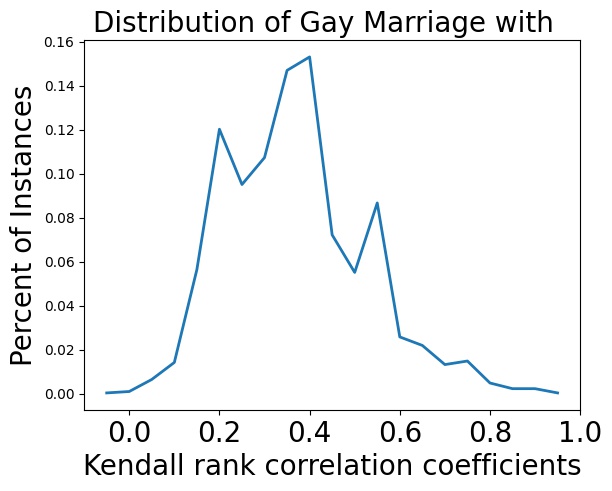 Distribution of Gay Marriage with
Percent of Instances
0.16
0.14
0.12
0.10
0.08
0.06
0.04
0.02
0.00
0.0 0.2 0.4 0.6 0.8 1.0
Kendall rank correlation coefficients